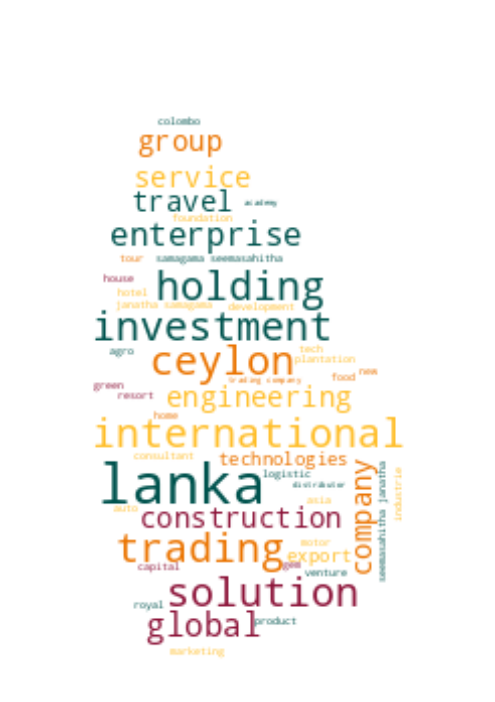 colombo
group
service
travel academy
foundation
enterprise
tour samagama seemasahitha
house holding
hotel
janatha samagama development
investment
agro ceylon tech
plantation
trading company food new
green
resort engineering
home
international
consultant technologies
lanka logistic
distributor
asia
auto
construction
company
seemasahitha janatha
industrie
trading motor
export
capital gem
venture
solution
royal
global product
marketing